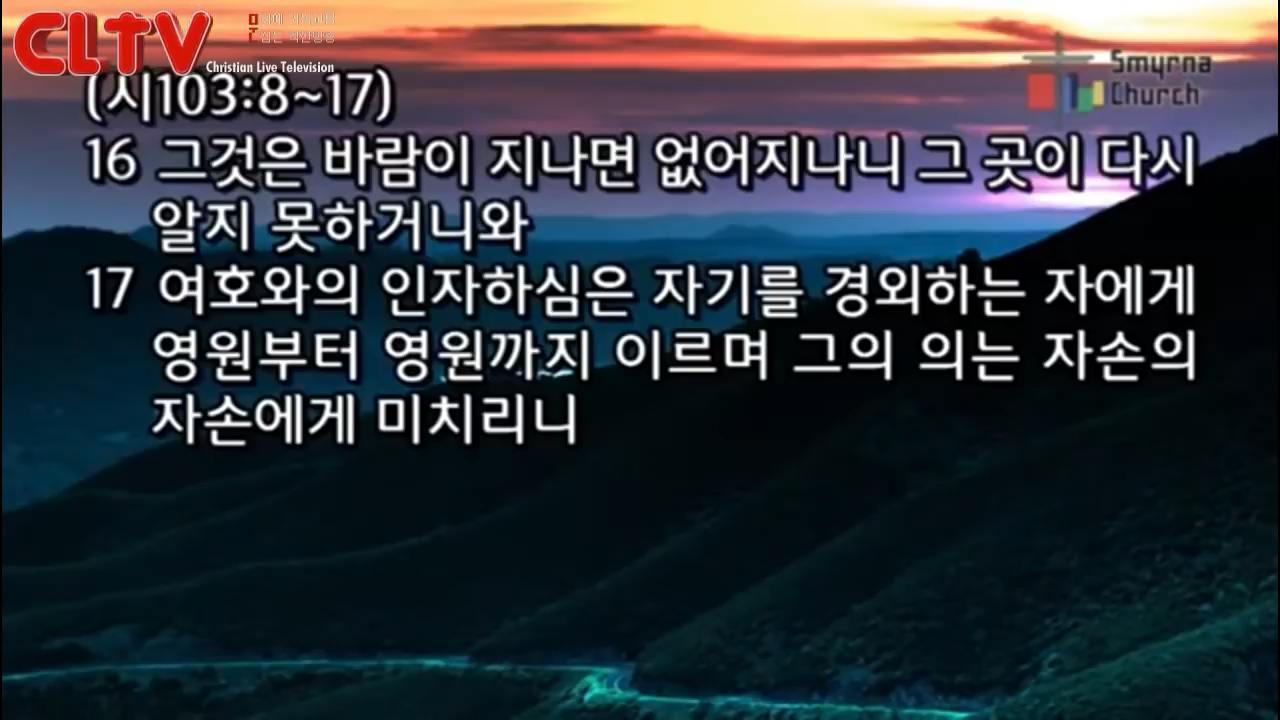 CLTV
Christian Live Television
Smyrna
Church
(시103:8~17)
16 그것은 바람이 지나면 없어지나니 그 곳이 다시
알지 못하거니와
17 여호와의 인자하심은 자기를 경외하는 자에게
영원부터 영원까지 이르며 그의 의는 자손의
자손에게 미치리니